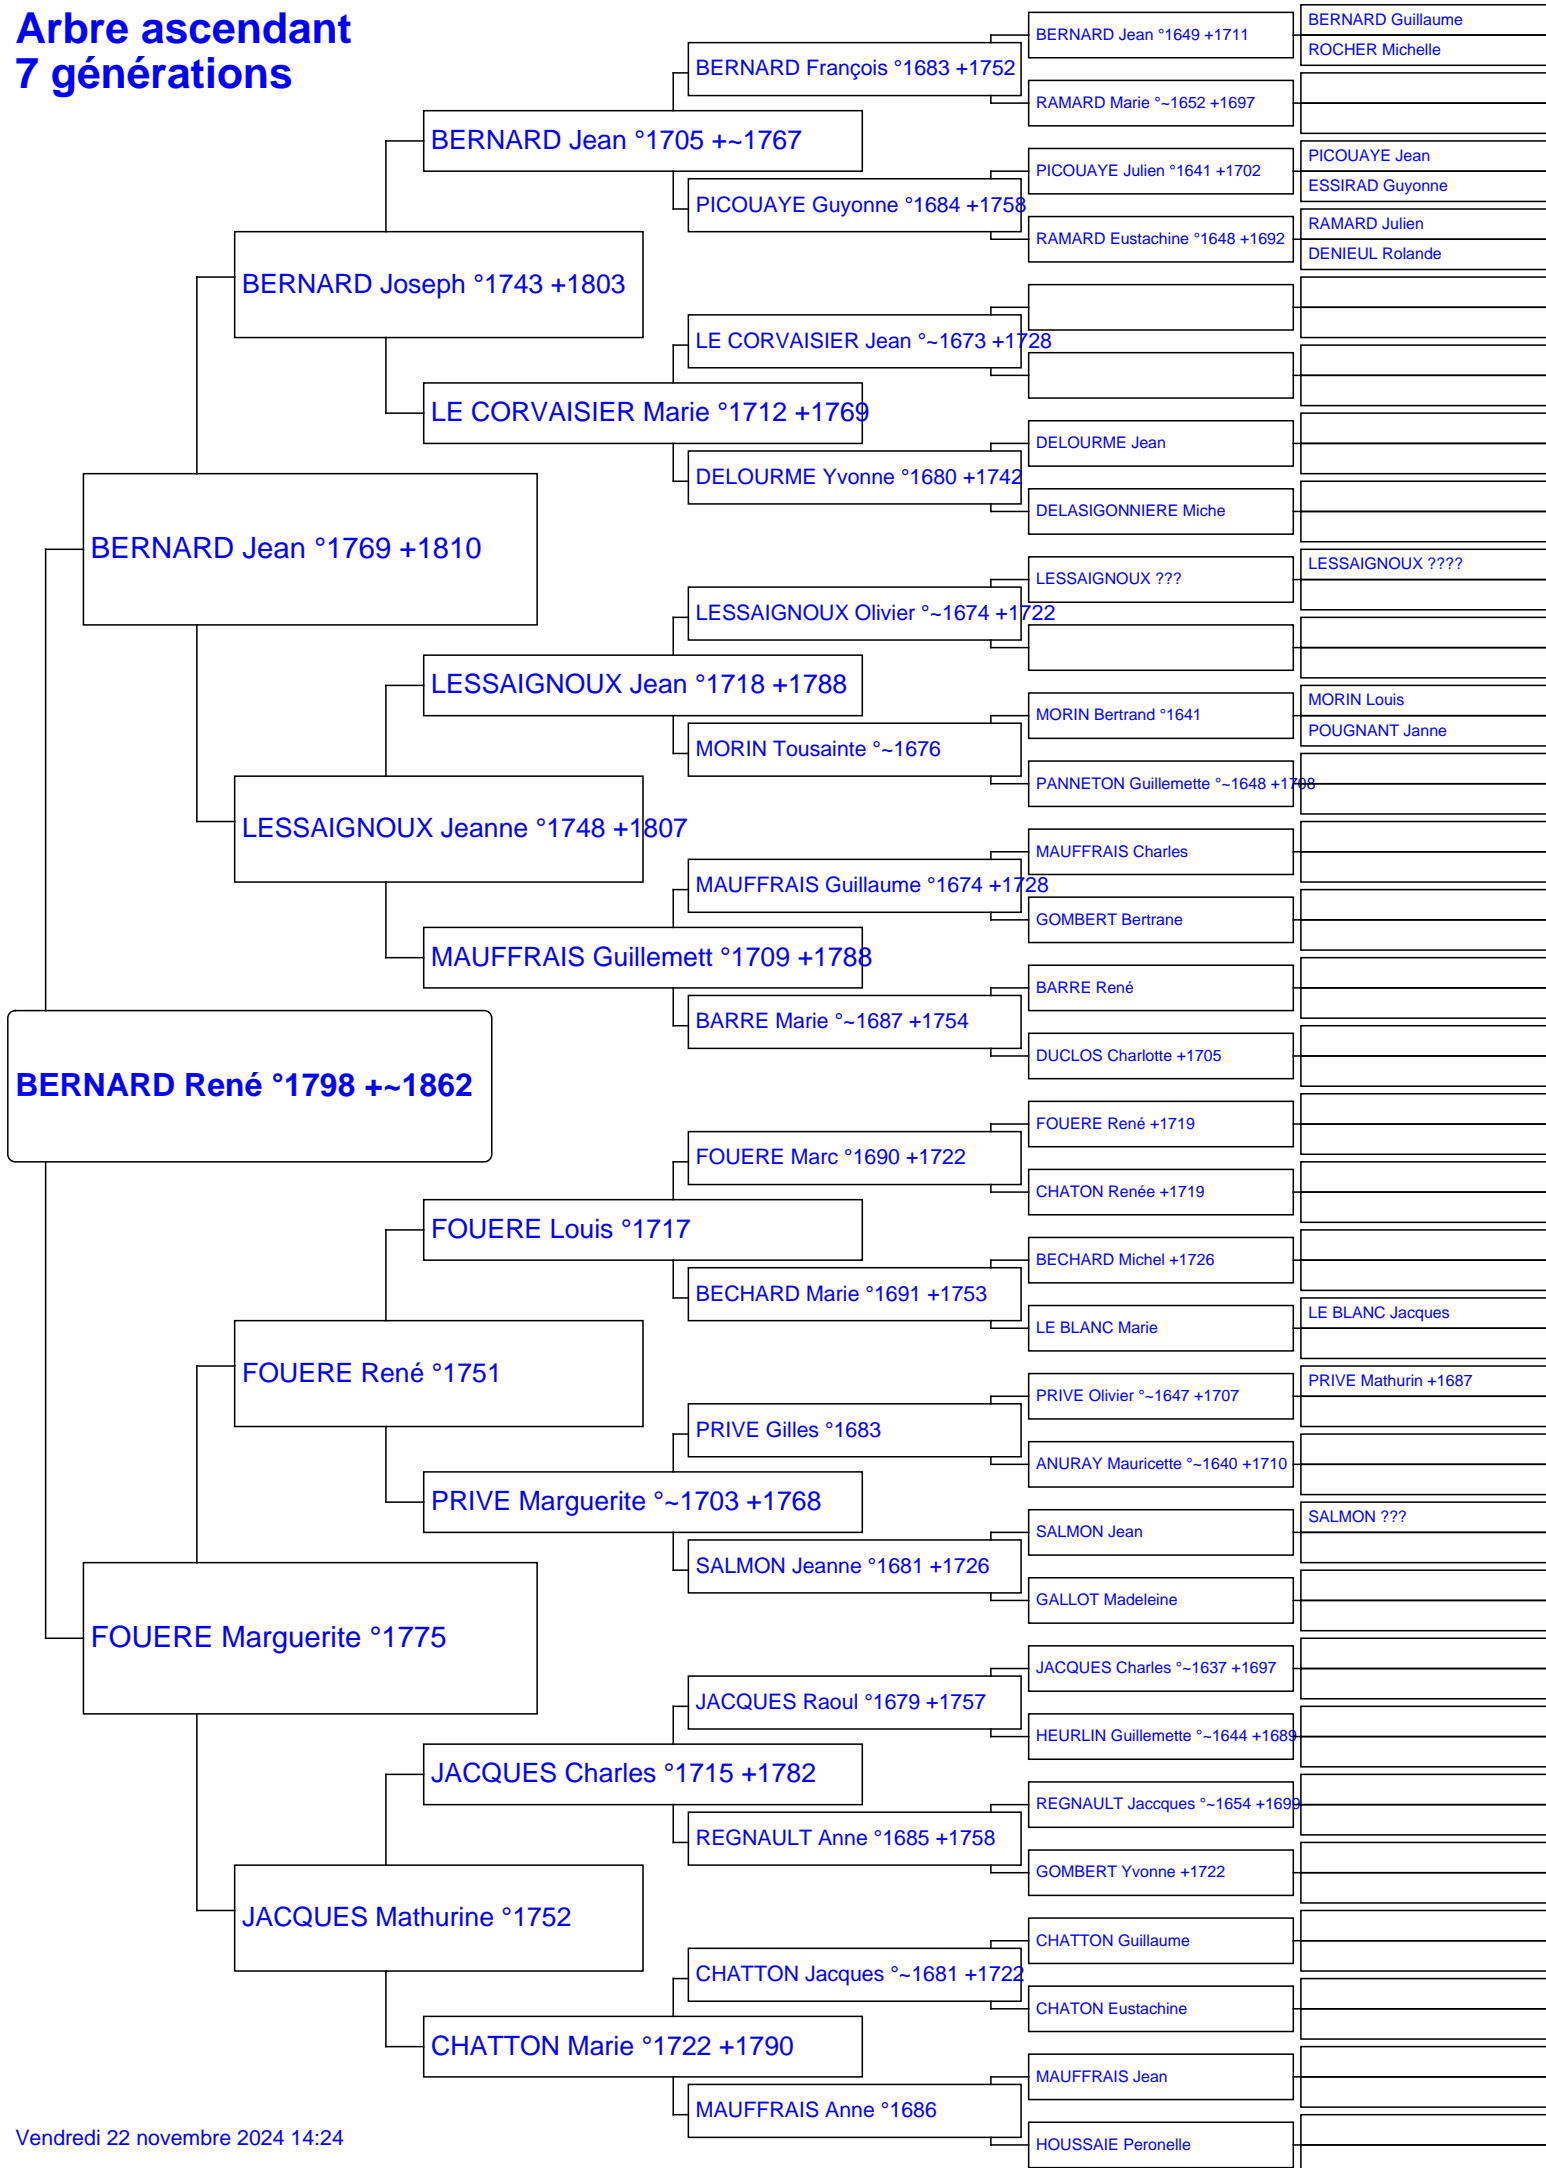 Arbre ascendant
7 générations
BERNARD René °1798 +~1862
BERNARD Jean °1769 +1810
FOUERE Marguerite °1775
BERNARD Joseph °1743 +1803
LESSAIGNOUX Jeanne °1748 +1807
FOUERE René °1751
JACQUES Mathurine °1752
BERNARD Jean °1705 +~1767
LE CORVAISIER Marie °1712 +1769
LESSAIGNOUX Jean °1718 +1788
MAUFFRAIS Guillemett °1709 +1788
FOUERE Louis °1717
PRIVE Marguerite °~1703 +1768
JACQUES Charles °1715 +1782
CHATTON Marie °1722 +1790
BERNARD François °1683 +1752
PICOUAYE Guyonne °1684 +1758
LE CORVAISIER Jean °~1673 +1728
DELOURME Yvonne °1680 +1742
LESSAIGNOUX Olivier °~1674 +1722
MORIN Tousainte °~1676
MAUFFRAIS Guillaume °1674 +1728
BARRE Marie °~1687 +1754
FOUERE Marc °1690 +1722
BECHARD Marie °1691 +1753
PRIVE Gilles °1683
SALMON Jeanne °1681 +1726
JACQUES Raoul °1679 +1757
REGNAULT Anne °1685 +1758
CHATTON Jacques °~1681 +1722
MAUFFRAIS Anne °1686
BERNARD Jean °1649 +1711
RAMARD Marie °~1652 +1697
PICOUAYE Julien °1641 +1702
RAMARD Eustachine °1648 +1692
DELOURME Jean
DELASIGONNIERE Miche
LESSAIGNOUX ???
MORIN Bertrand °1641
PANNETON Guillemette °~1648 +1708
MAUFFRAIS Charles
GOMBERT Bertrane
BARRE René
DUCLOS Charlotte +1705
FOUERE René +1719
CHATON Renée +1719
BECHARD Michel +1726
LE BLANC Marie
PRIVE Olivier °~1647 +1707
ANURAY Mauricette °~1640 +1710
SALMON Jean
GALLOT Madeleine
JACQUES Charles °~1637 +1697
HEURLIN Guillemette °~1644 +1689
REGNAULT Jaccques °~1654 +1699
GOMBERT Yvonne +1722
CHATTON Guillaume
CHATON Eustachine
MAUFFRAIS Jean
HOUSSAIE Peronelle
BERNARD Guillaume
ROCHER Michelle
PICOUAYE Jean
ESSIRAD Guyonne
RAMARD Julien
DENIEUL Rolande
LESSAIGNOUX ????
MORIN Louis
POUGNANT Janne
LE BLANC Jacques
PRIVE Mathurin +1687
SALMON ???
Vendredi 22 novembre 2024 14:24